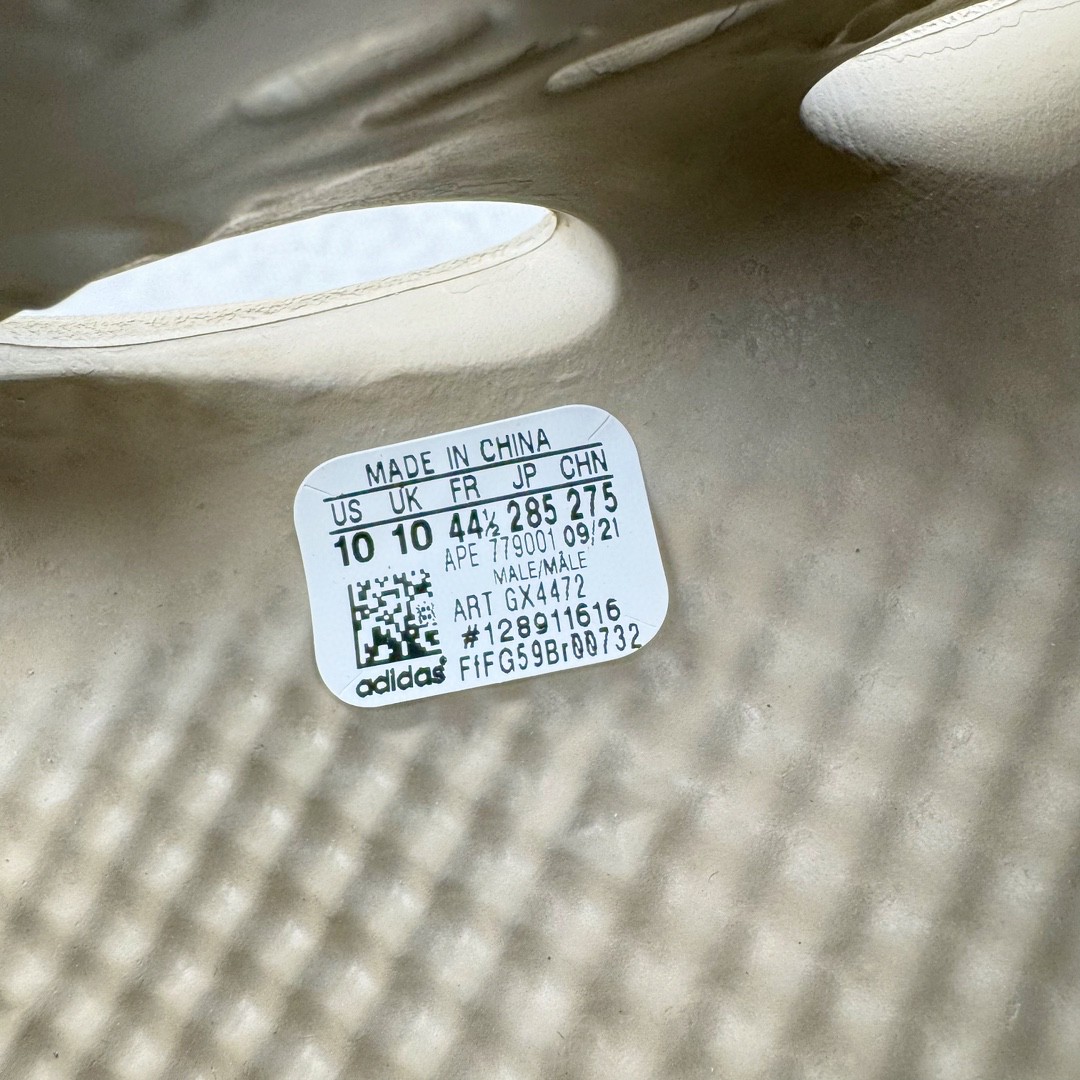 MADE IN CHINA
US UK FR JP CHN
10 10 44½ 285 275
APE 779001 09/21
MALE/MÂLE
ART GX4472
#128911616
FfFG59Br00732
adidas